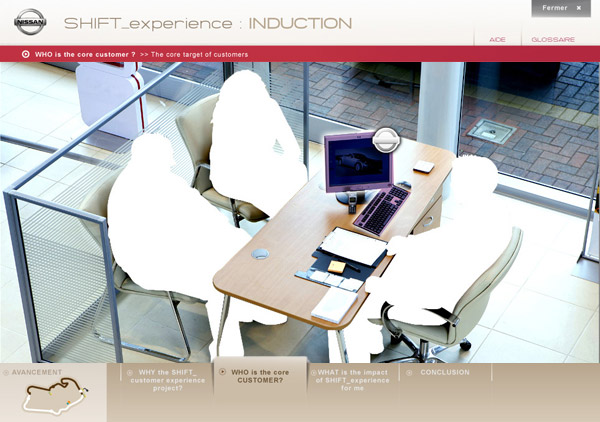 Fermer ✖
NISSAN
SHIFT_experience : INDUCTION
AIDE
GLOSSAIRE
WHO is the core customer ? >> The core target of customers
AVANCEMENT
WHY the SHIFT_
customer experience
project?
WHO is the core
CUSTOMER?
WHAT is the impact
of SHIFT_experience
for me
CONCLUSION